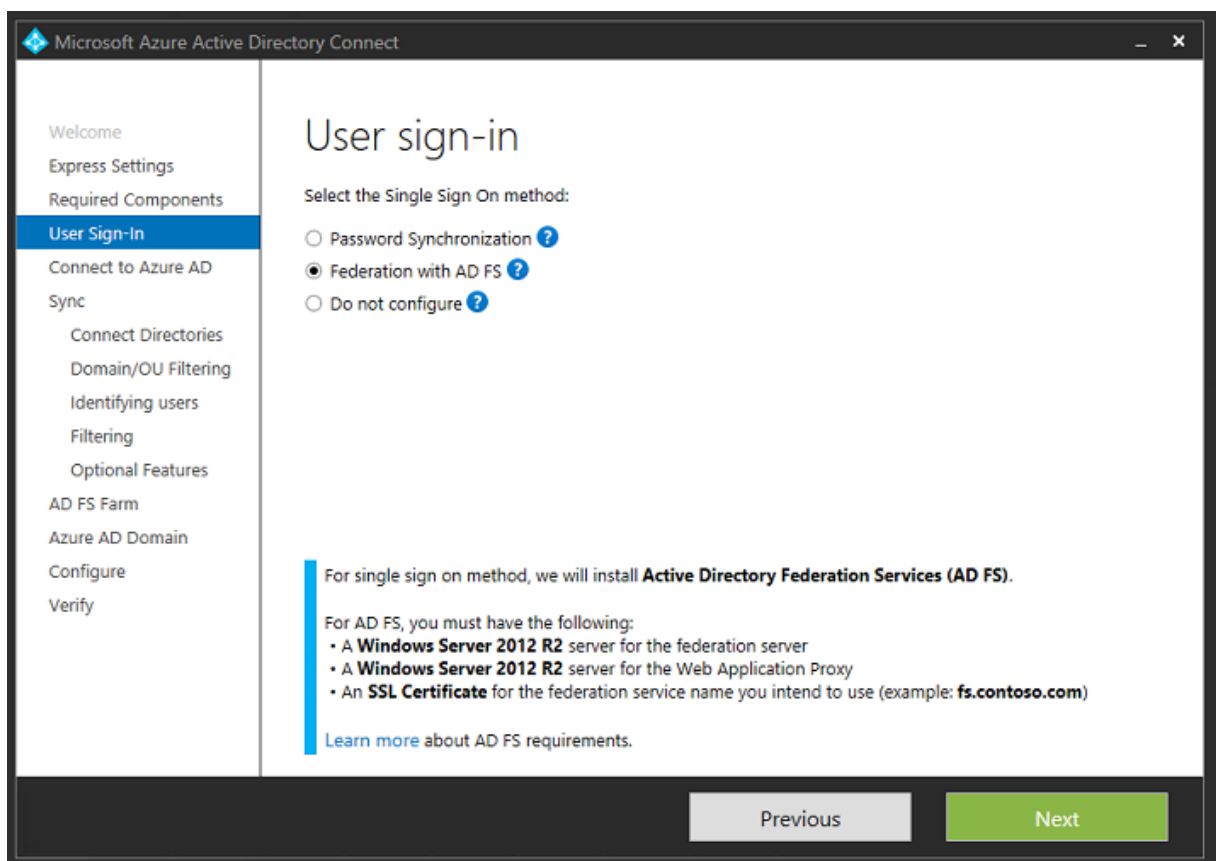 Microsoft Azure Active Directory Connect
Welcome
Express Settings
Required Components
User Sign-In
Connect to Azure AD
Sync
Connect Directories
Domain/OU Filtering
Identifying users
Filtering
Optional Features
AD FS Farm
Azure AD Domain
Configure
Verify
User sign-in
Select the Single Sign On method:
Password Synchronization ?
Federation with AD FS ?
Do not configure ?
For single sign on method, we will install Active Directory Federation Services (AD FS).
For AD FS, you must have the following:
• A Windows Server 2012 R2 server for the federation server
• A Windows Server 2012 R2 server for the Web Application Proxy
• An SSL Certificate for the federation service name you intend to use (example: fs.contoso.com)
Learn more about AD FS requirements.
Previous
Next